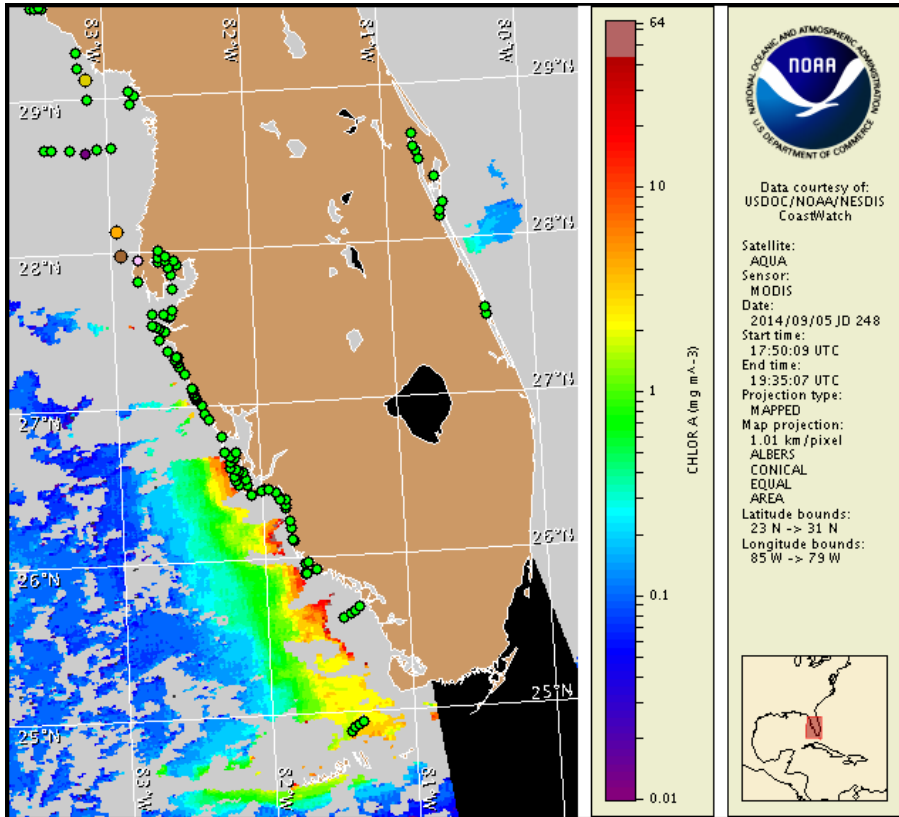 83°W
82°W
81°W
80°W
29°N
29°N
28°N
28°N
27°N
27°N
26°N
26°N
25°N
25°N
83°W
82°W
81°W
64
10
1
0.1
0.01
CHLOR A (mg m^-3)
NATIONAL OCEANIC AND ATMOSPHERIC ADMINISTRATION
NOAA
U.S. DEPARTMENT OF COMMERCE
Data courtesy of:
USDOC/NOAA/NESDIS
CoastWatch
Satellite:
AQUA
Sensor:
MODIS
Date:
2014/09/05 JD 248
Start time:
17:50:09 UTC
End time:
19:35:07 UTC
Projection type:
MAPPED
Map projection:
1.01 km/pixel
ALBERS
CONICAL
EQUAL
AREA
Latitude bounds:
23 N -> 31 N
Longitude bounds:
85 W -> 79 W